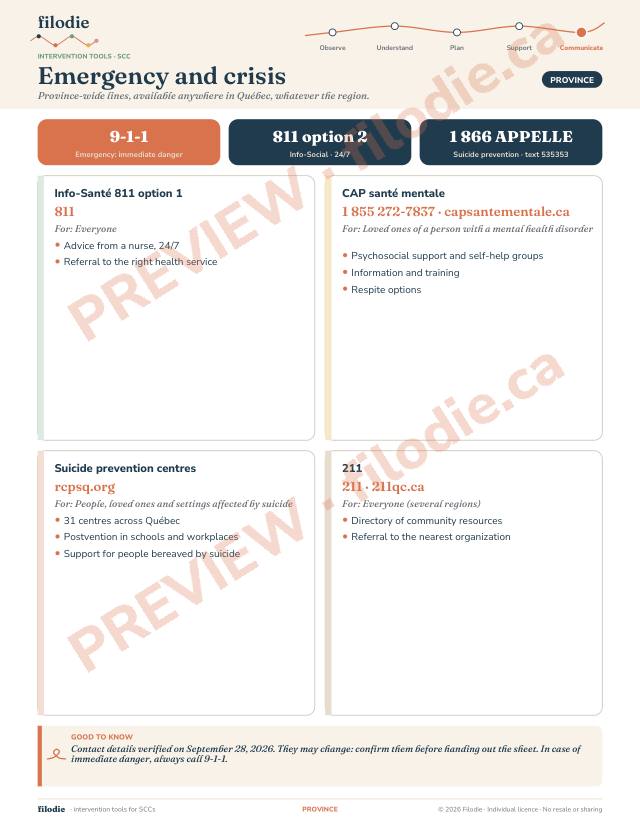 filodie
INTERVENTION TOOLS · SCC
Observe
Understand
Plan
Support
Communicate
Emergency and crisis
Province-wide lines, available anywhere in Québec, whatever the region.
PROVINCE
9-1-1
Emergency: immediate danger
811 option 2
Info-Social · 24/7
1 866 APPELLE
Suicide prevention · text 535353
Info-Santé 811 option 1
811
For: Everyone
• Advice from a nurse, 24/7
• Referral to the right health service
CAP santé mentale
1 855 272-7837 · capsantementale.ca
For: Loved ones of a person with a mental health disorder
• Psychosocial support and self-help groups
• Information and training
• Respite options
Suicide prevention centres
rcpsq.org
For: People, loved ones and settings affected by suicide
• 31 centres across Québec
• Postvention in schools and workplaces
• Support for people bereaved by suicide
211
211 · 211qc.ca
For: Everyone (several regions)
• Directory of community resources
• Referral to the nearest organization
PREVIEW · filodie.ca
PREVIEW · filodie.ca
GOOD TO KNOW
Contact details verified on September 28, 2026. They may change: confirm them before handing out the sheet. In case of
immediate danger, always call 9-1-1.
filodie · intervention tools for SCCs
PROVINCE
© 2026 Filodie · Individual licence · No resale or sharing